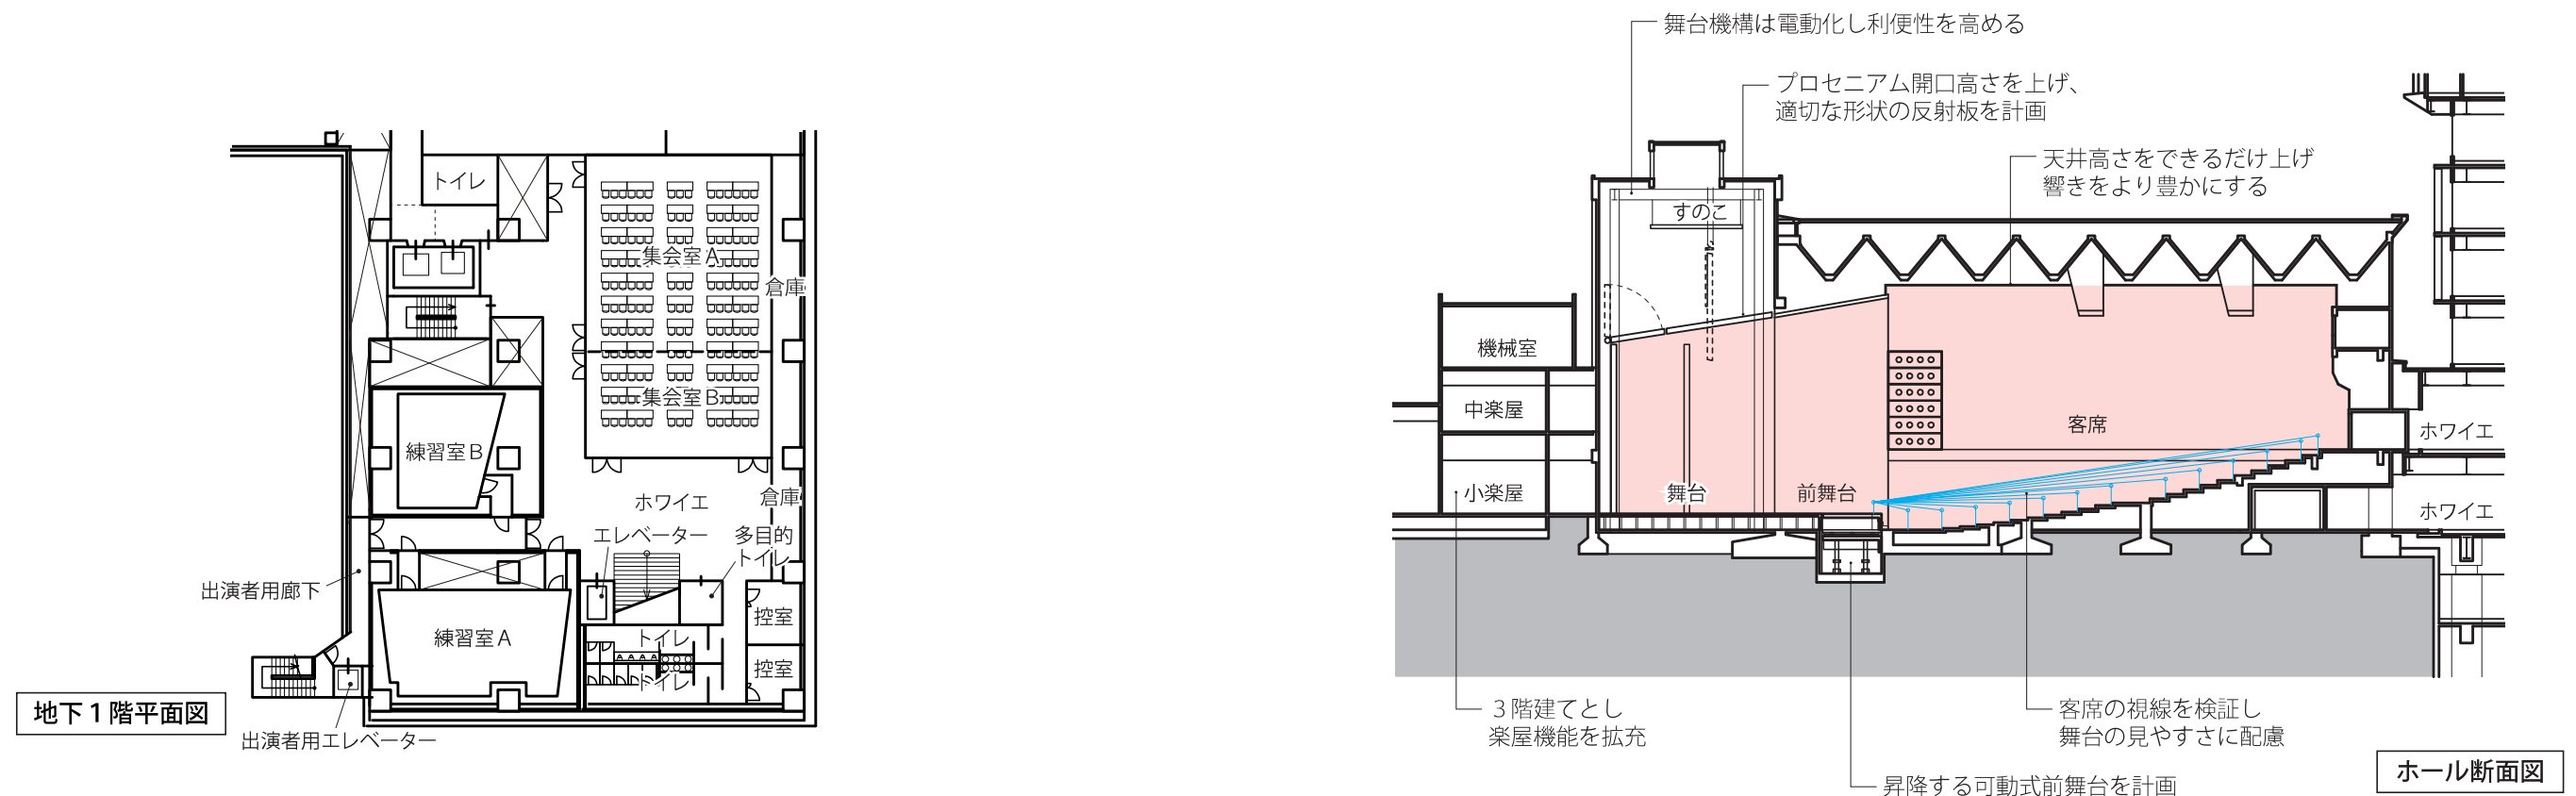 トイレ
集会室A
倉庫
集会室B
練習室B
倉庫
ホワイエ
エレベーター
多目的
トイレ
出演者用廊下
控室
トイレ
練習室A
控室
トイレ
地下1階平面図
出演者用エレベーター
舞台機構は電動化し利便性を高める
プロセニアム開口高さを上げ、
適切な形状の反射板を計画
天井高さをできるだけ上げ
響きをより豊かにする
すのこ
機械室
中楽屋
客席
ホワイエ
小楽屋
舞台
前舞台
ホワイエ
3階建てとし
楽屋機能を拡充
客席の視線を検証し
舞台の見やすさに配慮
昇降する可動式前舞台を計画
ホール断面図